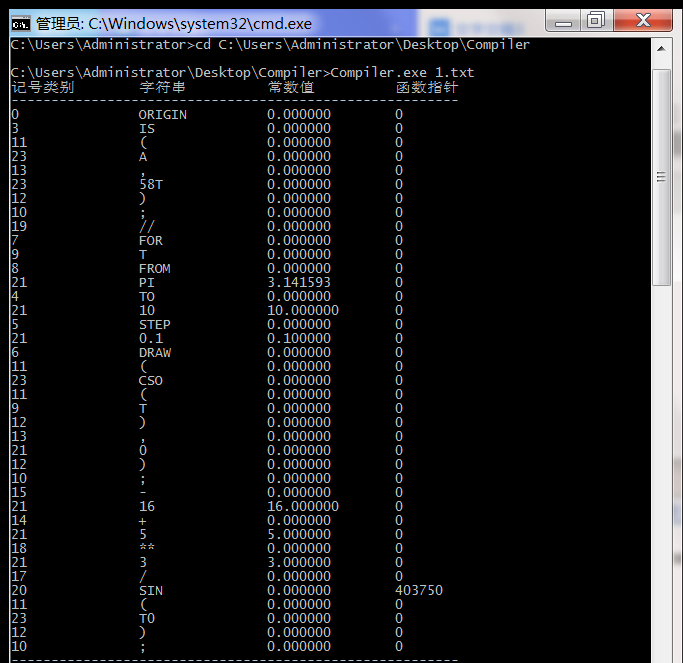 管理员: C:\Windows\system32\cmd.exe
C:\Users\Administrator>cd C:\Users\Administrator\Desktop\Compiler
C:\Users\Administrator\Desktop\Compiler>Compiler.exe 1.txt
记号类别 字符串 常数值 函数指针
--------------------------------------------------------
0 ORIGIN 0.000000 0
3 IS 0.000000 0
11 ( 0.000000 0
23 A 0.000000 0
13 , 0.000000 0
23 58T 0.000000 0
12 ) 0.000000 0
10 ; 0.000000 0
19 // 0.000000 0
7 FOR 0.000000 0
9 T 0.000000 0
8 FROM 0.000000 0
21 PI 3.141593 0
4 TO 0.000000 0
21 10 10.000000 0
5 STEP 0.000000 0
21 0.1 0.100000 0
6 DRAW 0.000000 0
11 ( 0.000000 0
23 CSO 0.000000 0
11 ( 0.000000 0
9 T 0.000000 0
12 ) 0.000000 0
13 , 0.000000 0
21 0 0.000000 0
12 ) 0.000000 0
10 ; 0.000000 0
15 - 0.000000 0
21 16 16.000000 0
14 + 0.000000 0
21 5 5.000000 0
18 ** 0.000000 0
21 3 3.000000 0
17 / 0.000000 0
20 SIN 0.000000 403750
11 ( 0.000000 0
23 T0 0.000000 0
12 ) 0.000000 0
10 ; 0.000000 0
--------------------------------------------------------